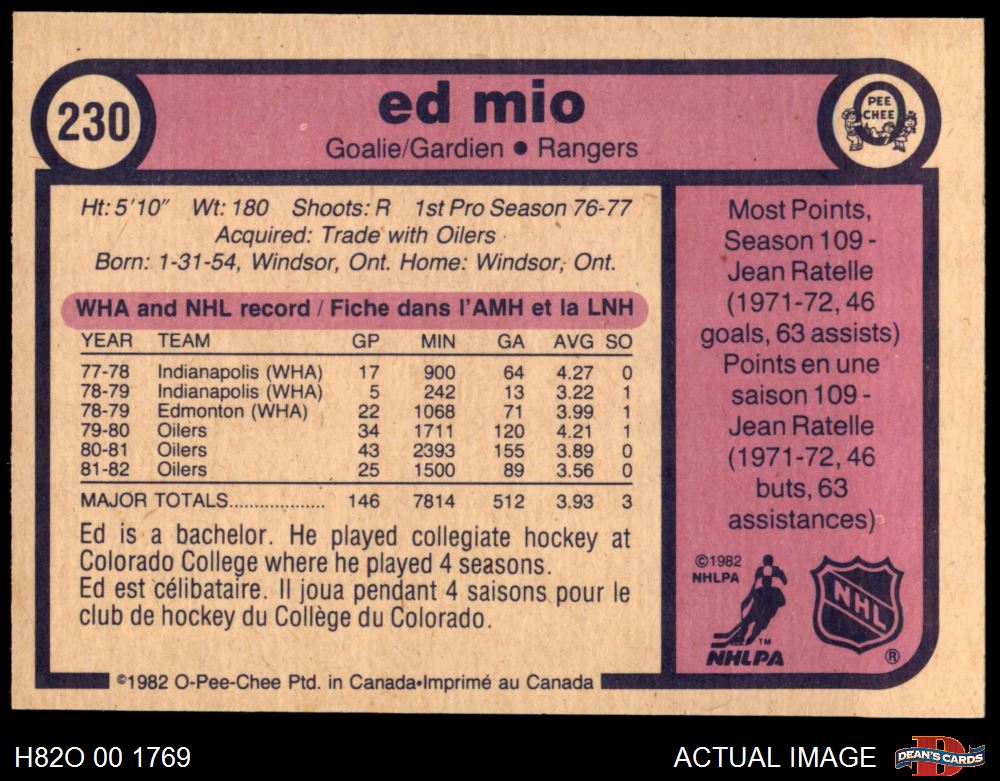 230
ed mio
Goalie/Gardien ● Rangers
O
PEE
CHEE
Ht: 5'10" Wt: 180 Shoots: R 1st Pro Season 76-77
Acquired: Trade with Oilers
Born: 1-31-54, Windsor, Ont. Home: Windsor, Ont.
WHA and NHL record / Fiche dans l'AMH et la LNH
YEAR TEAM GP MIN GA AVG SO
77-78 Indianapolis (WHA) 17 900 64 4.27 0
78-79 Indianapolis (WHA) 5 242 13 3.22 1
78-79 Edmonton (WHA) 22 1068 71 3.99 1
79-80 Oilers 34 1711 120 4.21 1
80-81 Oilers 43 2393 155 3.89 0
81-82 Oilers 25 1500 89 3.56 0
MAJOR TOTALS.................... 146 7814 512 3.93 3
Ed is a bachelor. He played collegiate hockey at
Colorado College where he played 4 seasons.
Ed est célibataire. Il joua pendant 4 saisons pour le
club de hockey du Collège du Colorado.
Most Points,
Season 109 -
Jean Ratelle
(1971-72, 46
goals, 63 assists)
Points en une
saison 109 -
Jean Ratelle
(1971-72, 46
buts, 63
assistances)
©1982
NHLPA
TM
NHLPA
NHL
®
©1982 O-Pee-Chee Ptd. in Canada•Imprimé au Canada
H82O 00 1769
ACTUAL IMAGE
D
DEAN'S CARDS